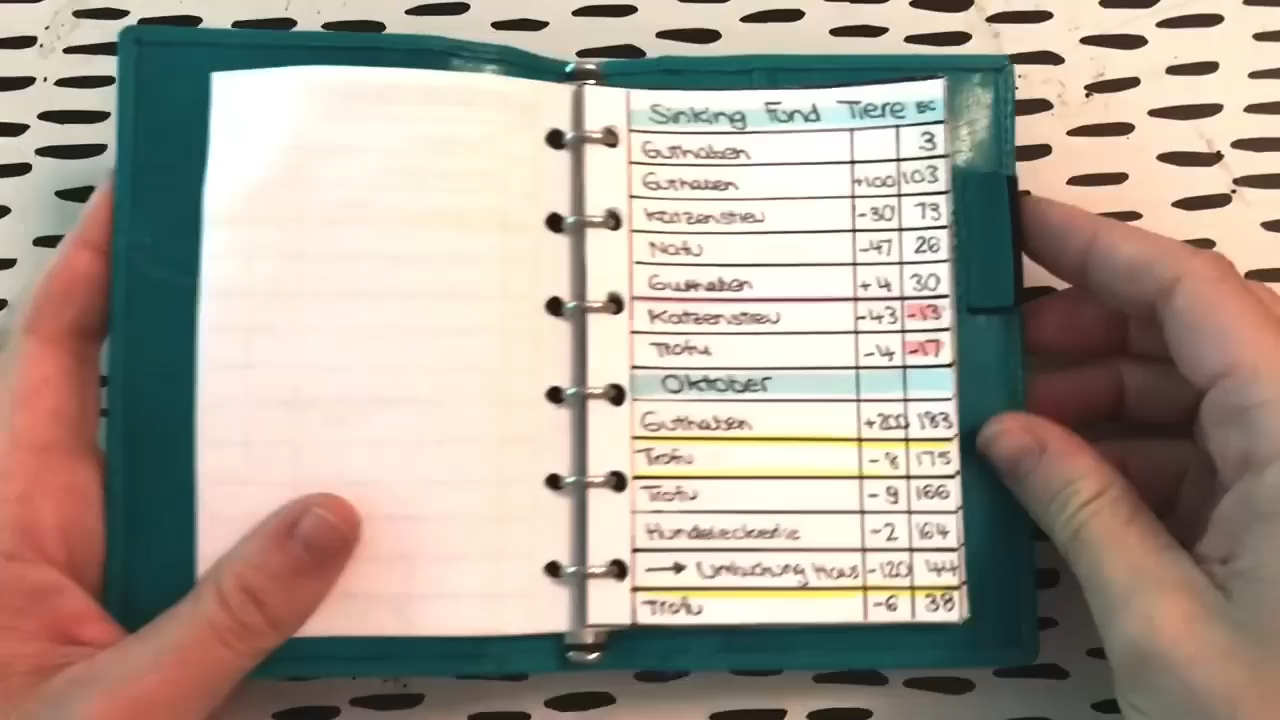 Sinking Fund Tiere €
Guthaben 3
Guthaben +100 103
Katzenstreu -30 73
Nafu -47 26
Guthaben +4 30
Katzenstreu -43 -13
Trofu -4 -17
Oktober
Guthaben +200 183
Trofu -8 175
Trofu -9 166
Hundeleckerlie -2 164
→ Umbuchung Haus -120 44
Trofu -6 38